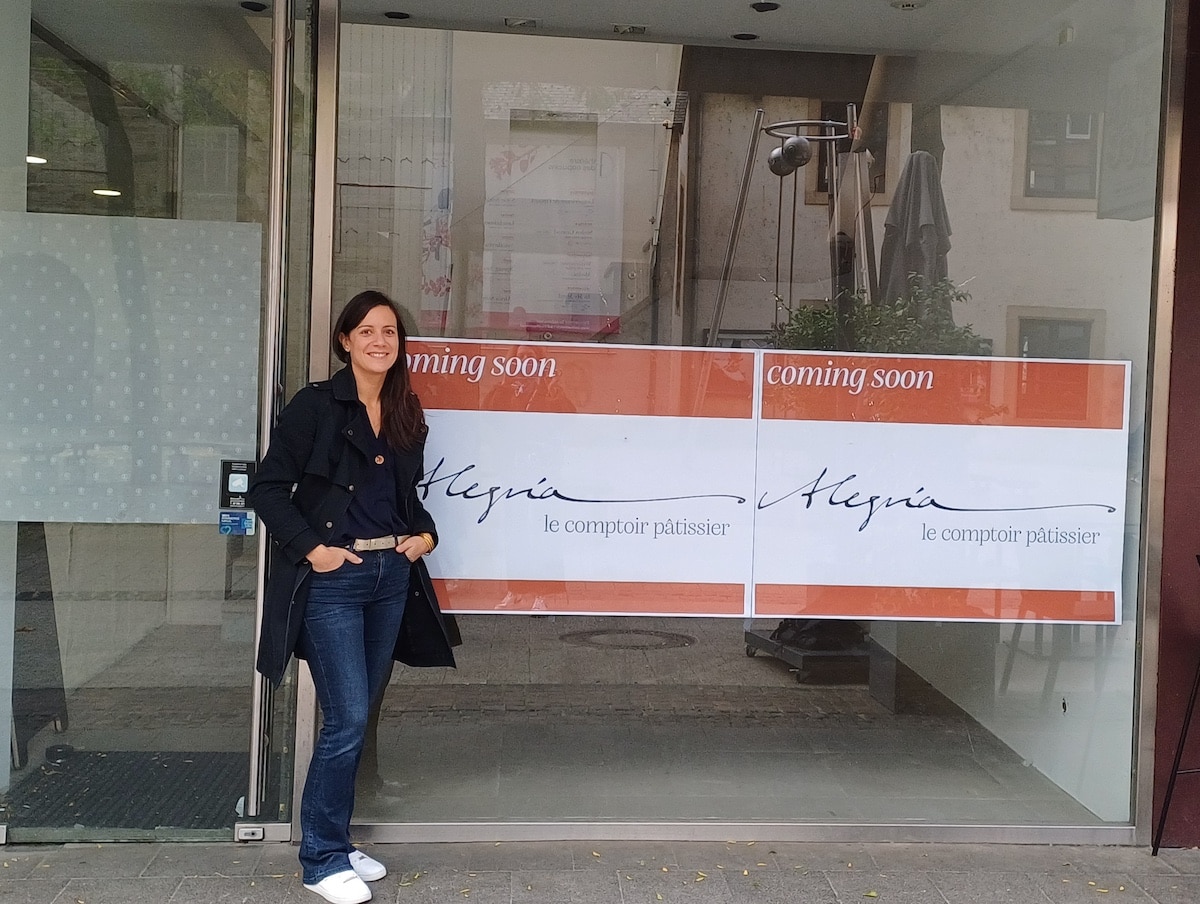 coming soon
Alegría
le comptoir pâtissier
coming soon
Alegría
le comptoir pâtissier